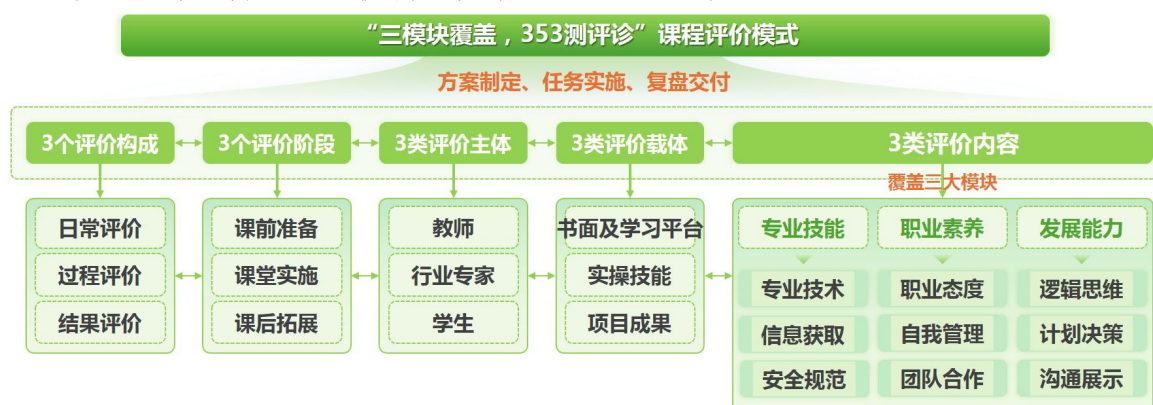 “三模块覆盖，353测评诊”课程评价模式
方案制定、任务实施、复盘交付
3个评价构成
3个评价阶段
3类评价主体
3类评价载体
3类评价内容
覆盖三大模块
日常评价
过程评价
结果评价
课前准备
课堂实施
课后拓展
教师
行业专家
学生
书面及学习平台
实操技能
项目成果
专业技能
职业素养
发展能力
专业技术
职业态度
逻辑思维
信息获取
自我管理
计划决策
安全规范
团队合作
沟通展示